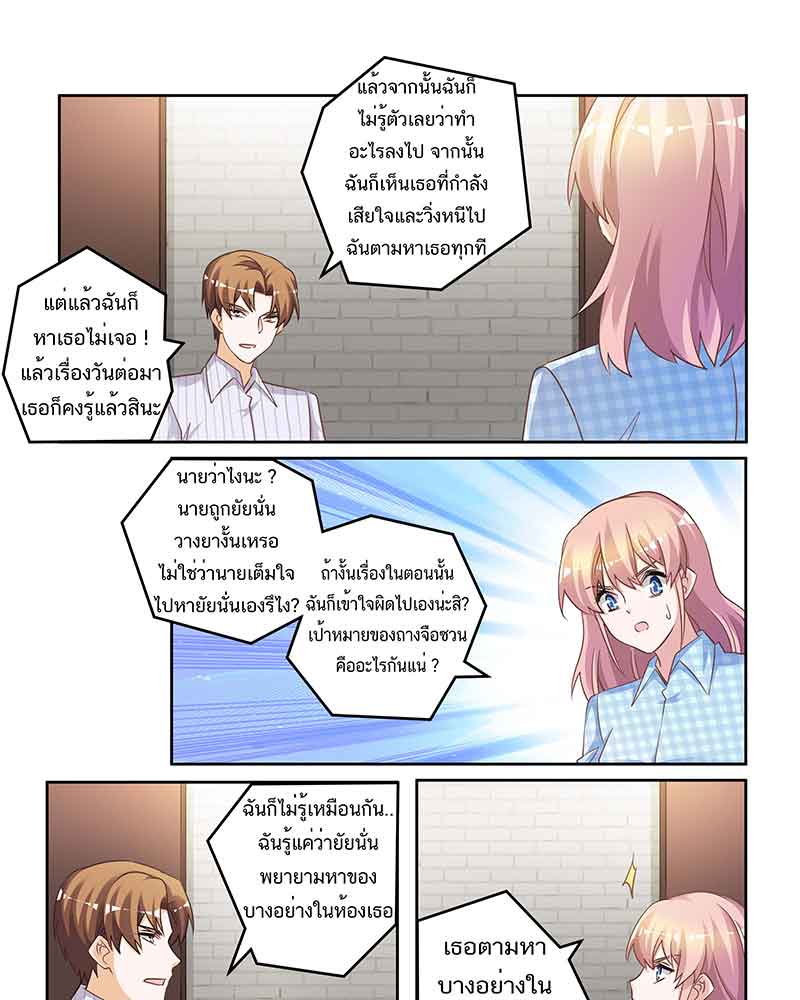 แล้วจากนั้นฉันก็
ไม่รู้ตัวเลยว่าทำ
อะไรลงไป จากนั้น
ฉันก็เห็นเธอที่กำลัง
เสียใจและวิ่งหนีไป
ฉันตามหาเธอทุกที
แต่แล้วฉันก็
หาเธอไม่เจอ !
แล้วเรื่องวันต่อมา
เธอก็คงรู้แล้วสินะ
นายว่าไงนะ ?
นายถูกยัยนั่น
วางยางั้นเหรอ
ไม่ใช่ว่านายเต็มใจ
ไปหายัยนั่นเองรึไง?
ถ้างั้นเรื่องในตอนนั้น
ฉันก็เข้าใจผิดไปเองน่ะสิ?
เป้าหมายของถางจือซวน
คืออะไรกันแน่ ?
ฉันก็ไม่รู้เหมือนกัน..
ฉันรู้แค่ว่ายัยนั่น
พยายามหาของ
บางอย่างในห้องเธอ
เธอตามหา
บางอย่างใน